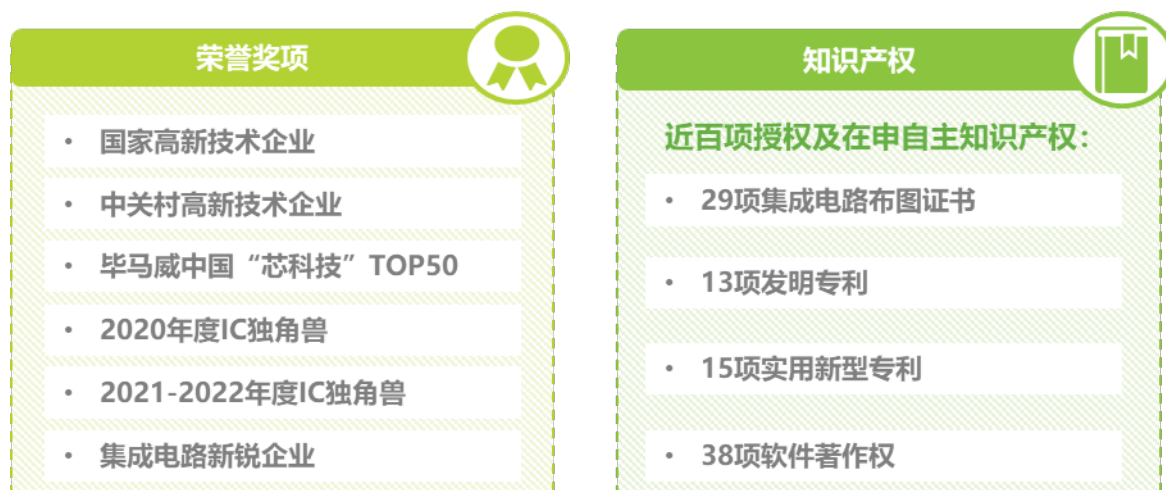 荣誉奖项
• 国家高新技术企业
• 中关村高新技术企业
• 毕马威中国“芯科技”TOP50
• 2020年度IC独角兽
• 2021-2022年度IC独角兽
• 集成电路新锐企业
知识产权
近百项授权及在申自主知识产权：
• 29项集成电路布图证书
• 13项发明专利
• 15项实用新型专利
• 38项软件著作权